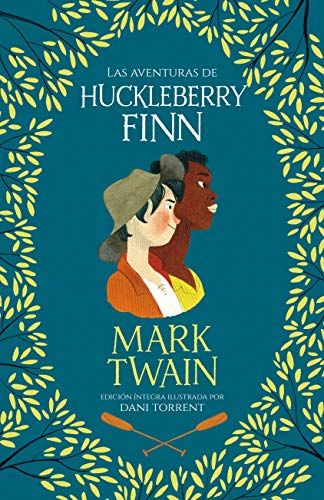 LAS AVENTURAS DE
HUCKLEBERRY
FINN
MARK
TWAIN
EDICIÓN ÍNTEGRA ILUSTRADA POR
DANI TORRENT